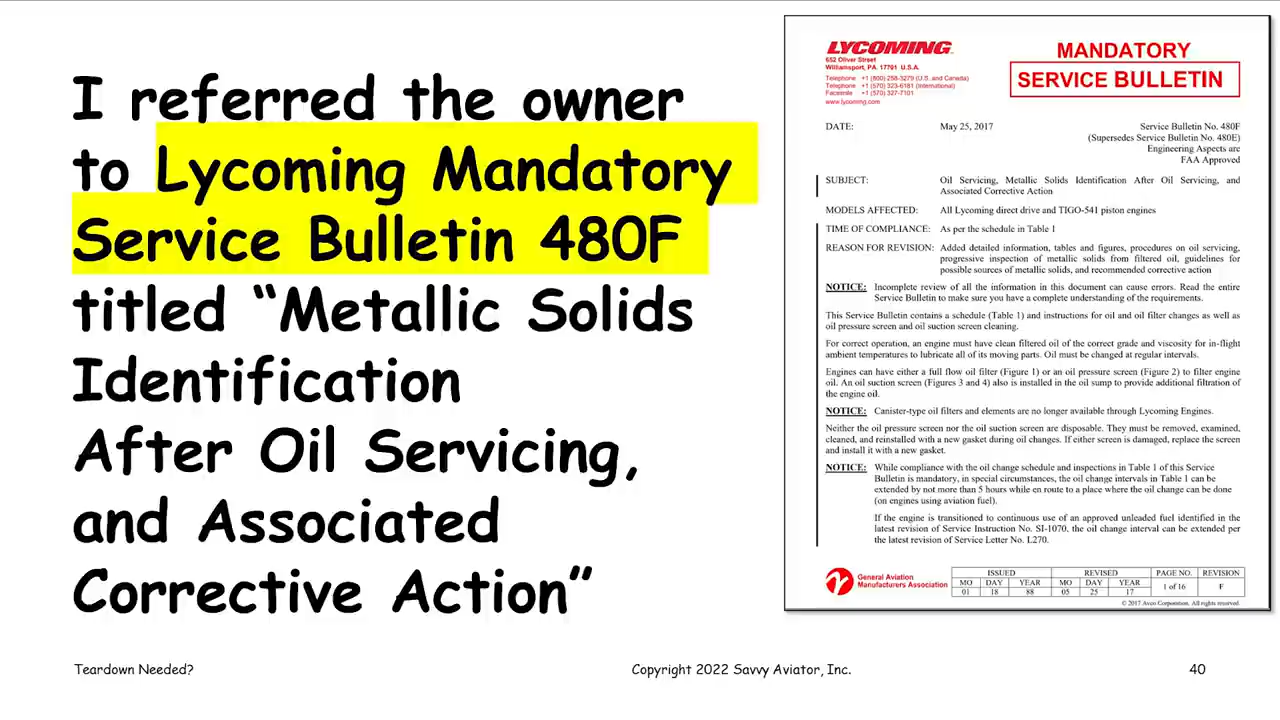 I referred the owner
to Lycoming Mandatory
Service Bulletin 480F
titled “Metallic Solids
Identification
After Oil Servicing,
and Associated
Corrective Action”
LYCOMING
652 Oliver Street
Williamsport, PA. 17701 U.S.A.
Telephone +1 (800) 258-3279 (U.S. and Canada)
Telephone +1 (570) 323-6181 (International)
Facsimile +1 (570) 327-7101
www.lycoming.com
MANDATORY
SERVICE BULLETIN
DATE: May 25, 2017 Service Bulletin No. 480F
(Supersedes Service Bulletin No. 480E)
Engineering Aspects are
FAA Approved
SUBJECT: Oil Servicing, Metallic Solids Identification After Oil Servicing, and
Associated Corrective Action
MODELS AFFECTED: All Lycoming direct drive and TIGO-541 piston engines
TIME OF COMPLIANCE: As per the schedule in Table 1
REASON FOR REVISION: Added detailed information, tables and figures, procedures on oil servicing,
progressive inspection of metallic solids from filtered oil, guidelines for
possible sources of metallic solids, and recommended corrective action
NOTICE: Incomplete review of all the information in this document can cause errors. Read the entire
Service Bulletin to make sure you have a complete understanding of the requirements.
This Service Bulletin contains a schedule (Table 1) and instructions for oil and oil filter changes as well as
oil pressure screen and oil suction screen cleaning.
For correct operation, an engine must have clean filtered oil of the correct grade and viscosity for in-flight
ambient temperatures to lubricate all of its moving parts. Oil must be changed at regular intervals.
Engines can have either a full flow oil filter (Figure 1) or an oil pressure screen (Figure 2) to filter engine
oil. An oil suction screen (Figures 3 and 4) also is installed in the oil sump to provide additional filtration of
the engine oil.
NOTICE: Canister-type oil filters and elements are no longer available through Lycoming Engines.
Neither the oil pressure screen nor the oil suction screen are disposable. They must be removed, examined,
cleaned, and reinstalled with a new gasket during oil changes. If either screen is damaged, replace the screen
and install it with a new gasket.
NOTICE: While compliance with the oil change schedule and inspections in Table 1 of this Service
Bulletin is mandatory, in special circumstances, the oil change intervals in Table 1 can be
extended by not more than 5 hours while en route to a place where the oil change can be done
(on engines using aviation fuel).
If the engine is transitioned to continuous use of an approved unleaded fuel identified in the
latest revision of Service Instruction No. SI-1070, the oil change interval can be extended per
the latest revision of Service Letter No. L270.
General Aviation
Manufacturers Association
ISSUED REVISED PAGE NO. REVISION
MO DAY YEAR MO DAY YEAR 1 of 16 F
01 18 88 05 25 17
© 2017 Avco Corporation. All rights reserved.
Teardown Needed? Copyright 2022 Savvy Aviator, Inc. 40